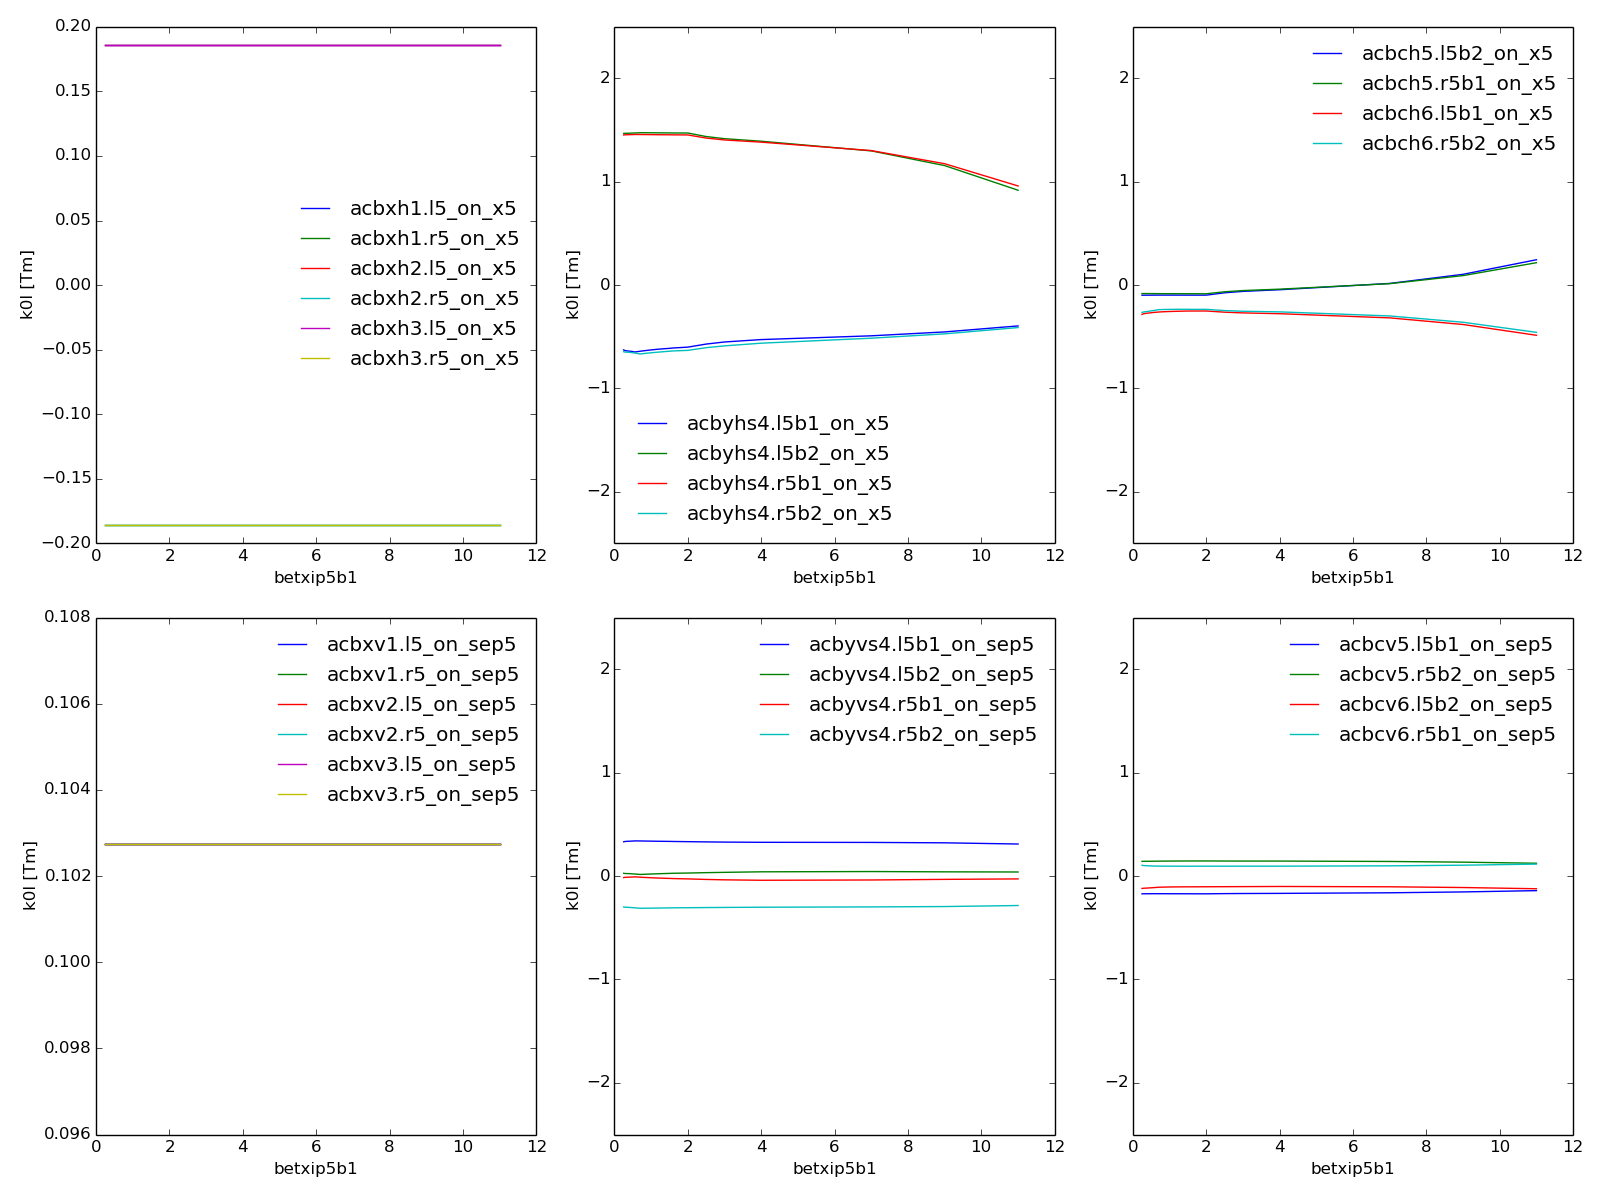 0.20
0.15
0.10
0.05
0.00
−0.05
−0.10
−0.15
−0.20
k0l [Tm]
acbxh1.l5_on_x5
acbxh1.r5_on_x5
acbxh2.l5_on_x5
acbxh2.r5_on_x5
acbxh3.l5_on_x5
acbxh3.r5_on_x5
0 2 4 6 8 10 12
betxip5b1
2
1
0
−1
−2
k0l [Tm]
acbyhs4.l5b1_on_x5
acbyhs4.l5b2_on_x5
acbyhs4.r5b1_on_x5
acbyhs4.r5b2_on_x5
0 2 4 6 8 10 12
betxip5b1
2
1
0
−1
−2
k0l [Tm]
acbch5.l5b2_on_x5
acbch5.r5b1_on_x5
acbch6.l5b1_on_x5
acbch6.r5b2_on_x5
0 2 4 6 8 10 12
betxip5b1
0.108
0.106
0.104
0.102
0.100
0.098
0.096
k0l [Tm]
acbxv1.l5_on_sep5
acbxv1.r5_on_sep5
acbxv2.l5_on_sep5
acbxv2.r5_on_sep5
acbxv3.l5_on_sep5
acbxv3.r5_on_sep5
0 2 4 6 8 10 12
betxip5b1
2
1
0
−1
−2
k0l [Tm]
acbyvs4.l5b1_on_sep5
acbyvs4.l5b2_on_sep5
acbyvs4.r5b1_on_sep5
acbyvs4.r5b2_on_sep5
0 2 4 6 8 10 12
betxip5b1
2
1
0
−1
−2
k0l [Tm]
acbcv5.l5b1_on_sep5
acbcv5.r5b2_on_sep5
acbcv6.l5b2_on_sep5
acbcv6.r5b1_on_sep5
0 2 4 6 8 10 12
betxip5b1